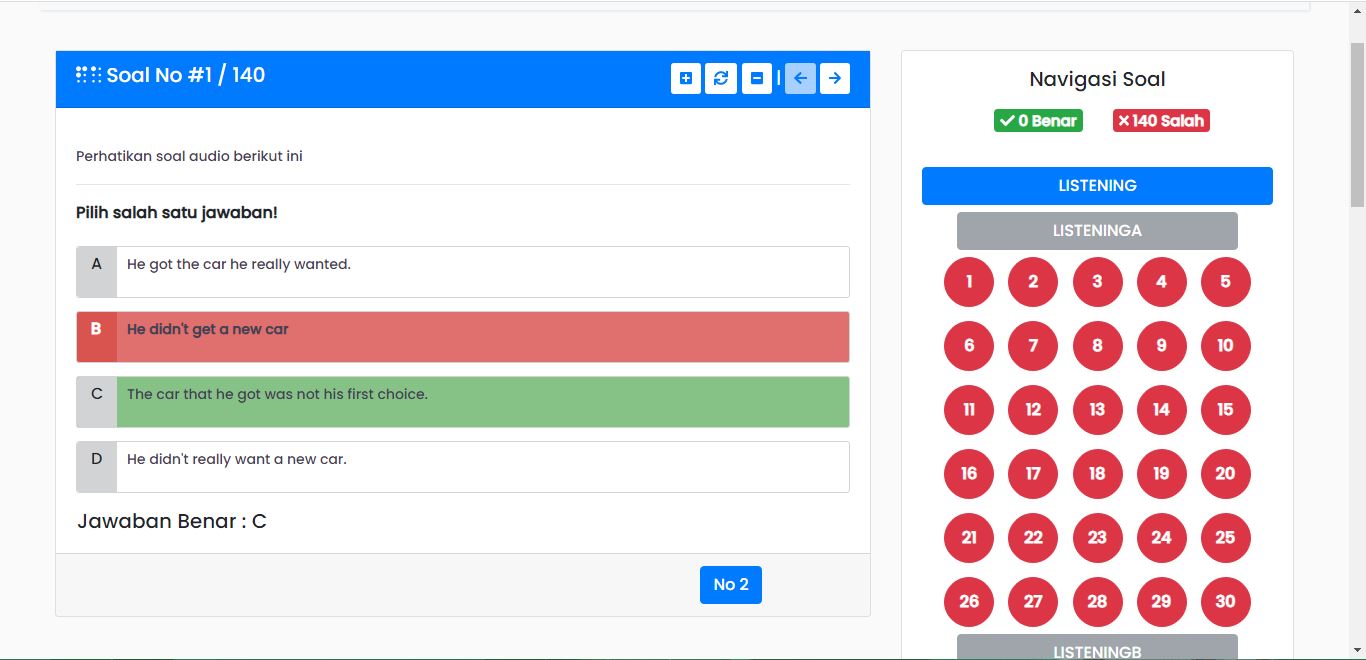 Soal No #1 / 140
Perhatikan soal audio berikut ini
Pilih salah satu jawaban!
A He got the car he really wanted.
B He didn't get a new car
C The car that he got was not his first choice.
D He didn't really want a new car.
Jawaban Benar : C
No 2
Navigasi Soal
0 Benar 140 Salah
LISTENING
LISTENINGA
1 2 3 4 5
6 7 8 9 10
11 12 13 14 15
16 17 18 19 20
21 22 23 24 25
26 27 28 29 30
LISTENINGB